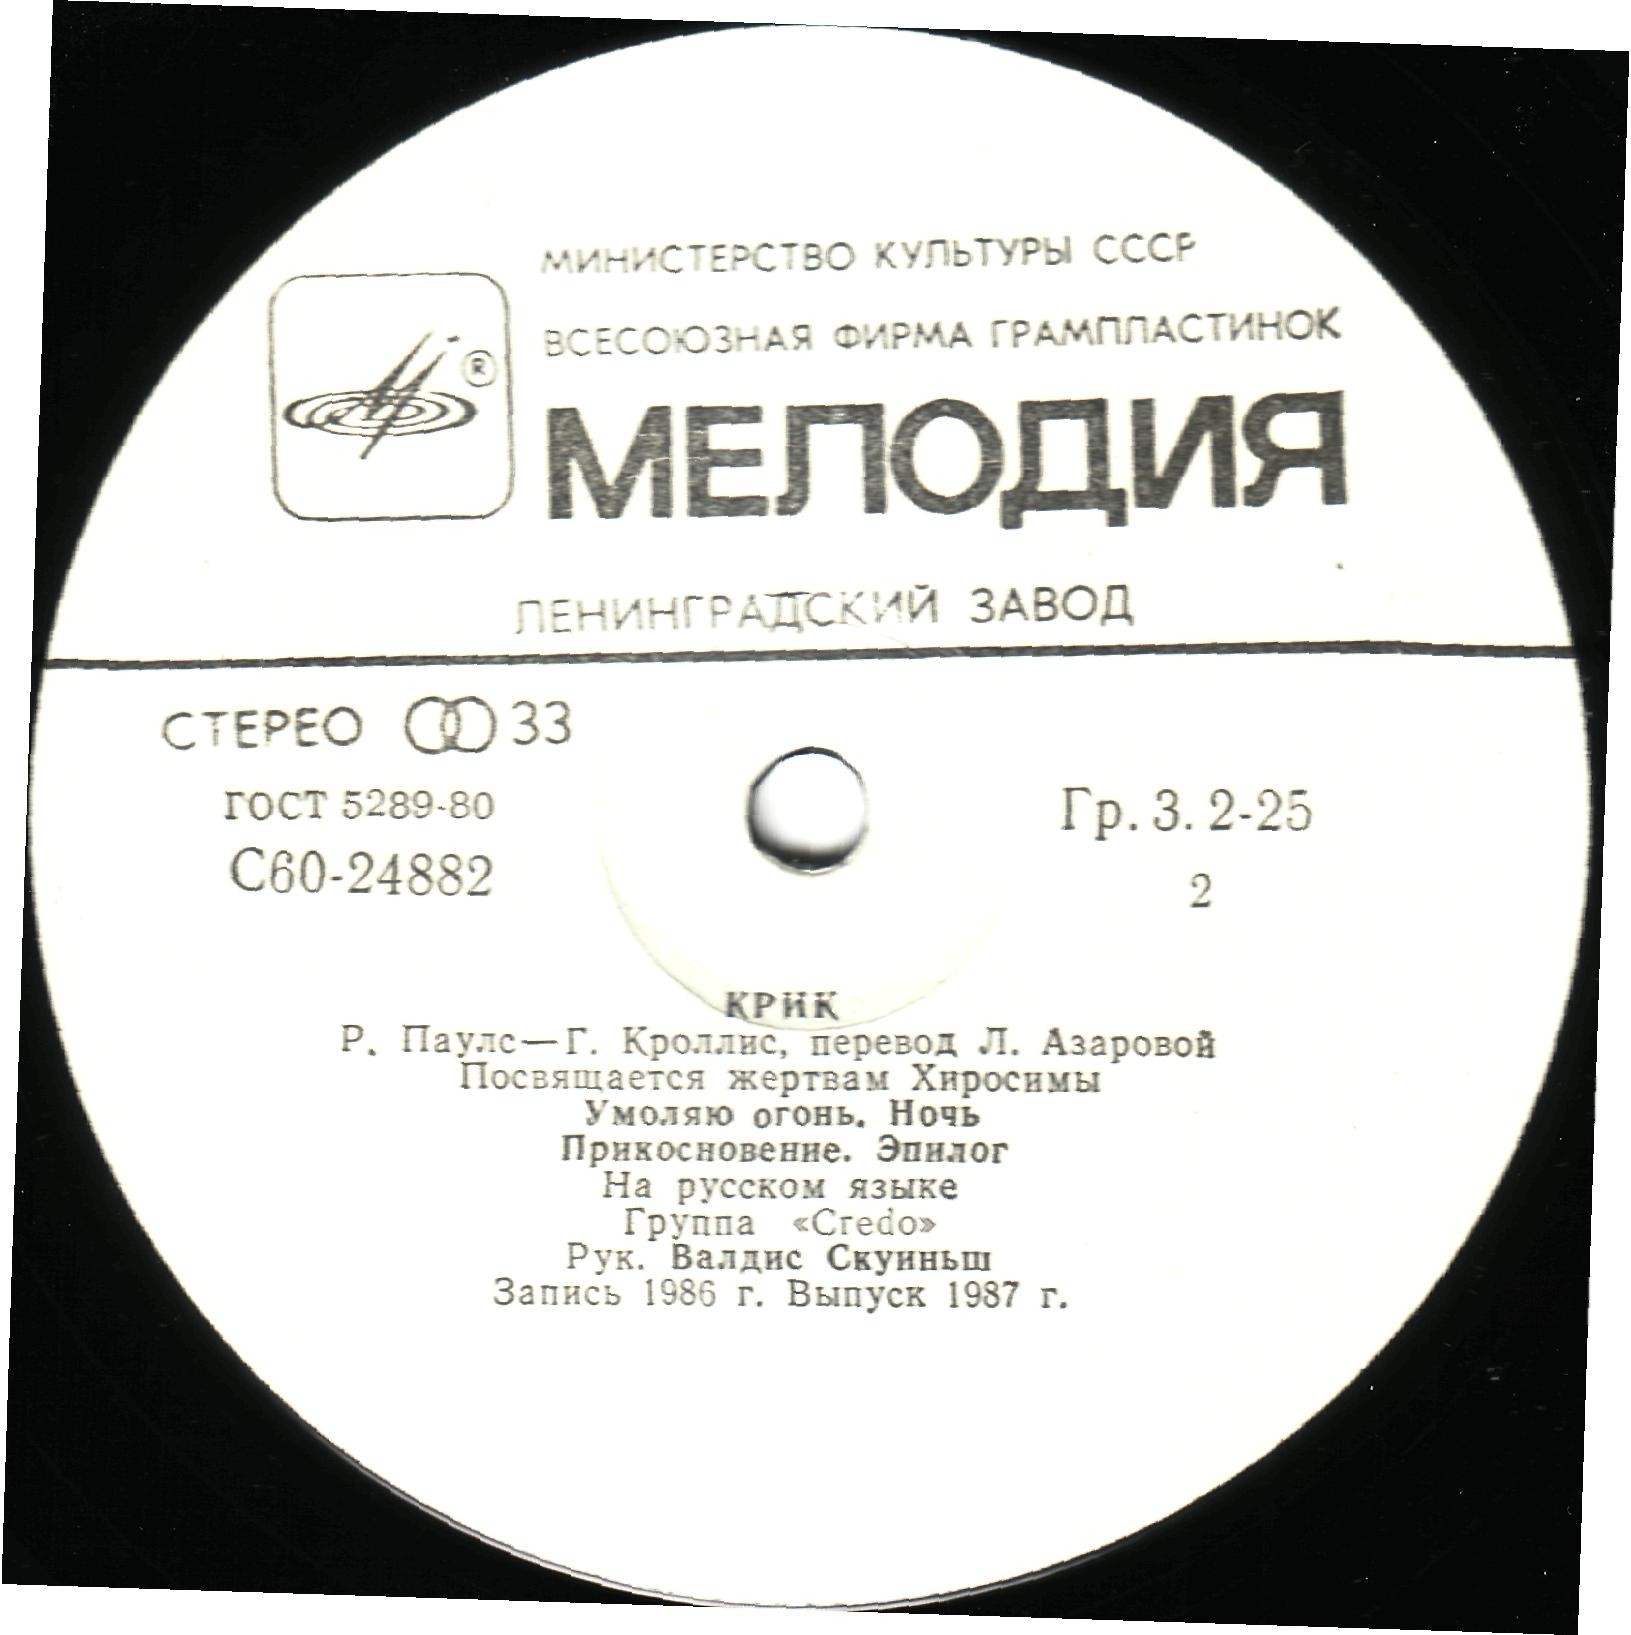 МИНИСТЕРСТВО КУЛЬТУРЫ СССР
ВСЕСОЮЗНАЯ ФИРМА ГРАМПЛАСТИНОК
®
МЕЛОДИЯ
ЛЕНИНГРАДСКИЙ ЗАВОД
СТЕРЕО 33
ГОСТ 5289-80
Гр. 3. 2-25
С60-24882
2
КРИК
Р. Паулс—Г. Кроллис, перевод Л. Азаровой
Посвящается жертвам Хиросимы
Умоляю огонь. Ночь
Прикосновение. Эпилог
На русском языке
Группа «Credo»
Рук. Валдис Скуиньш
Запись 1986 г. Выпуск 1987 г.